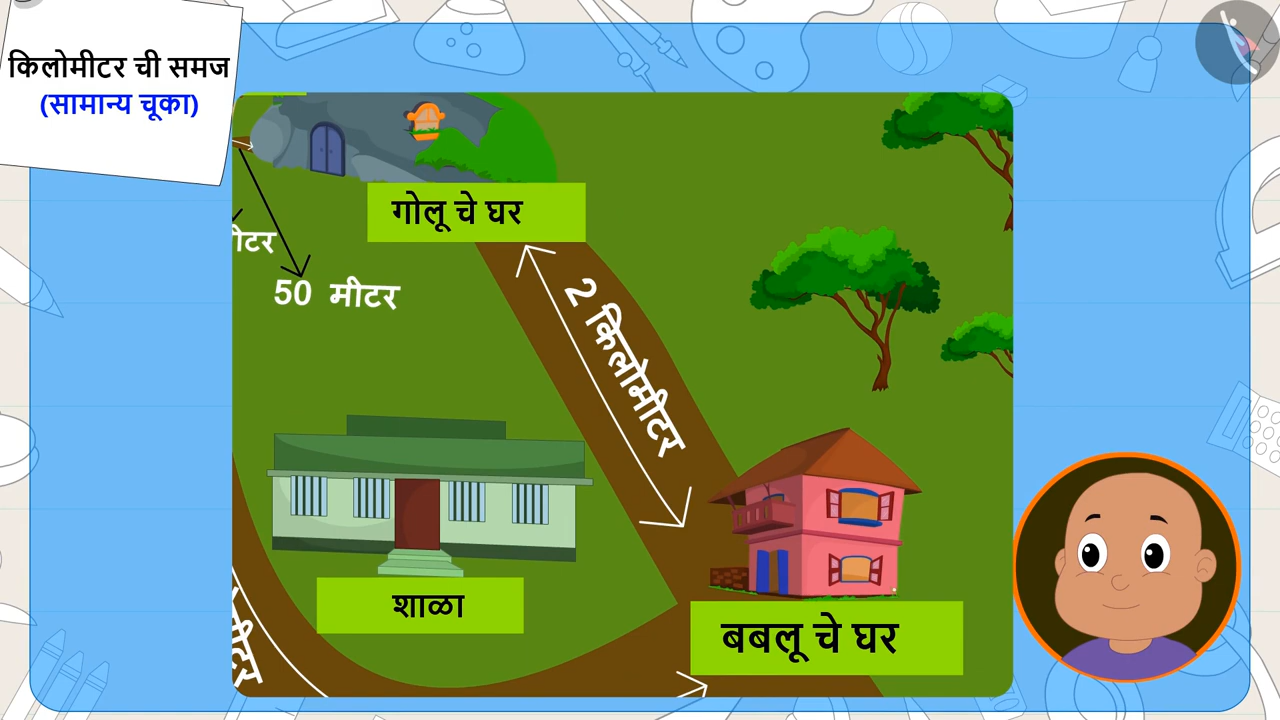 किलोमीटर ची समज
(सामान्य चूका)
गोलू चे घर
50 मीटर
2 किलोमीटर
शाळा
बबलू चे घर